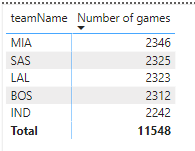 teamName Number of games
MIA 2346
SAS 2325
LAL 2323
BOS 2312
IND 2242
Total 11548